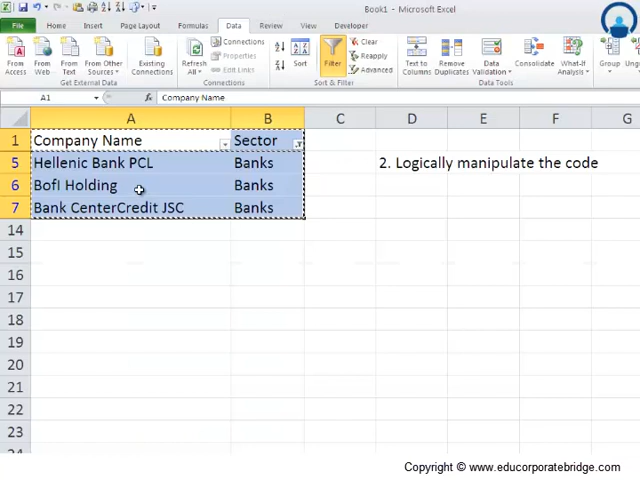 Book1 - Microsoft Excel
File Home Insert Page Layout Formulas Data Review View Developer
From Access
From Web
From Text
From Other Sources
Existing Connections
Refresh All
Connections
Properties
Edit Links
Sort
Filter
Clear
Reapply
Advanced
Text to Columns
Remove Duplicates
Data Validation
Consolidate
What-If Analysis
Group
Get External Data Connections Sort & Filter Data Tools
A1 fx Company Name
A B C D E F G
1 Company Name Sector
5 Hellenic Bank PCL Banks 2. Logically manipulate the code
6 BofI Holding Banks
7 Bank CenterCredit JSC Banks
14
15
16
17
18
19
20
21
22
23
Copyright © www.educorporatebridge.com